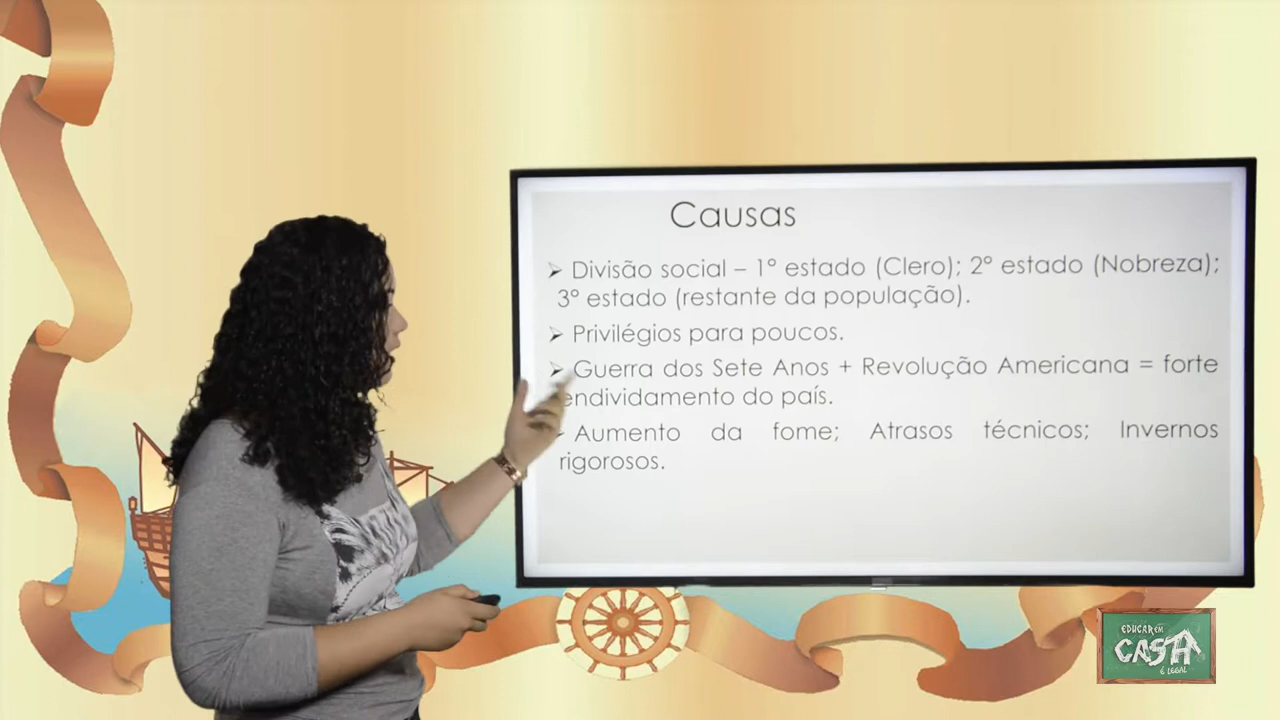 Causas
Divisão social – 1° estado (Clero); 2° estado (Nobreza);
3° estado (restante da população).
Privilégios para poucos.
Guerra dos Sete Anos + Revolução Americana = forte
endividamento do país.
Aumento da fome; Atrasos técnicos; Invernos
rigorosos.
EDUCAR EM
CASA
É LEGAL